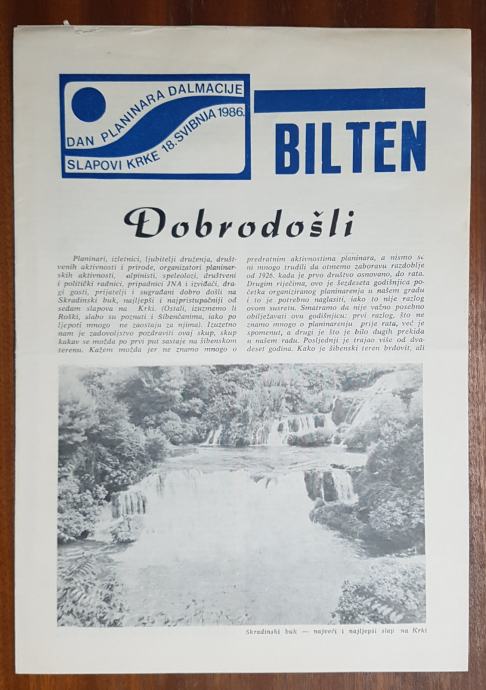 DAN PLANINARA DALMACIJE
SLAPOVI KRKE 18. SVIBNJA 1986.
BILTEN
Dobrodošli
Planinari, izletnici, ljubitelji druženja, društ-
venih aktivnosti i prirode, organizatori planinar-
skih aktivnosti, alpinisti, speleolozi, društveni
i politički radnici, pripadnici JNA i izviđači, dra-
gi gosti, prijatelji i sugrađani dobro došli na
Skradinski buk, najljepši i najpristupačniji od
sedam slapova na Krki. (Ostali, izuzmemo li
Roški, slabo su poznati i Šibenčanima, iako po
ljepoti mnogo ne zaostaju za njima). Izuzetno
nam je zadovoljstvo pozdraviti ovaj skup, skup
kakav se možda po prvi put sastaje na šibenskom
terenu. Kažem možda jer ne znamo mnogo o
predratnim aktivnostima planinara, a nismo se
ni mnogo trudili da otmemo zaboravu razdoblje
od 1926. kada je prvo društvo osnovano, do rata.
Drugim riječima, ovo je šezdeseta godišnjica po-
četka organiziranog planinarenja u našem gradu
i to je potrebno naglasiti, iako to nije razlog
ovom susretu. Smatramo da nije važno posebno
obilježavati ovu godišnjicu: prvi razlog, što ne
znamo mnogo o planinarenju prije rata, već je
spomenut, a drugi je što je bilo dugih prekida
u našem radu. Posljednji je trajao više od dva-
deset godina. Kako je šibenski teren brdovit, ali
Skradinski buk — najveći i najljepši slap na Krki